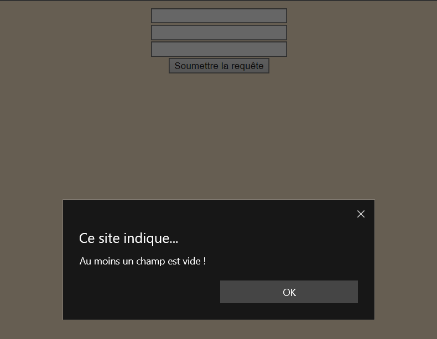 Soumettre la requête
Ce site indique...
Au moins un champ est vide !
OK